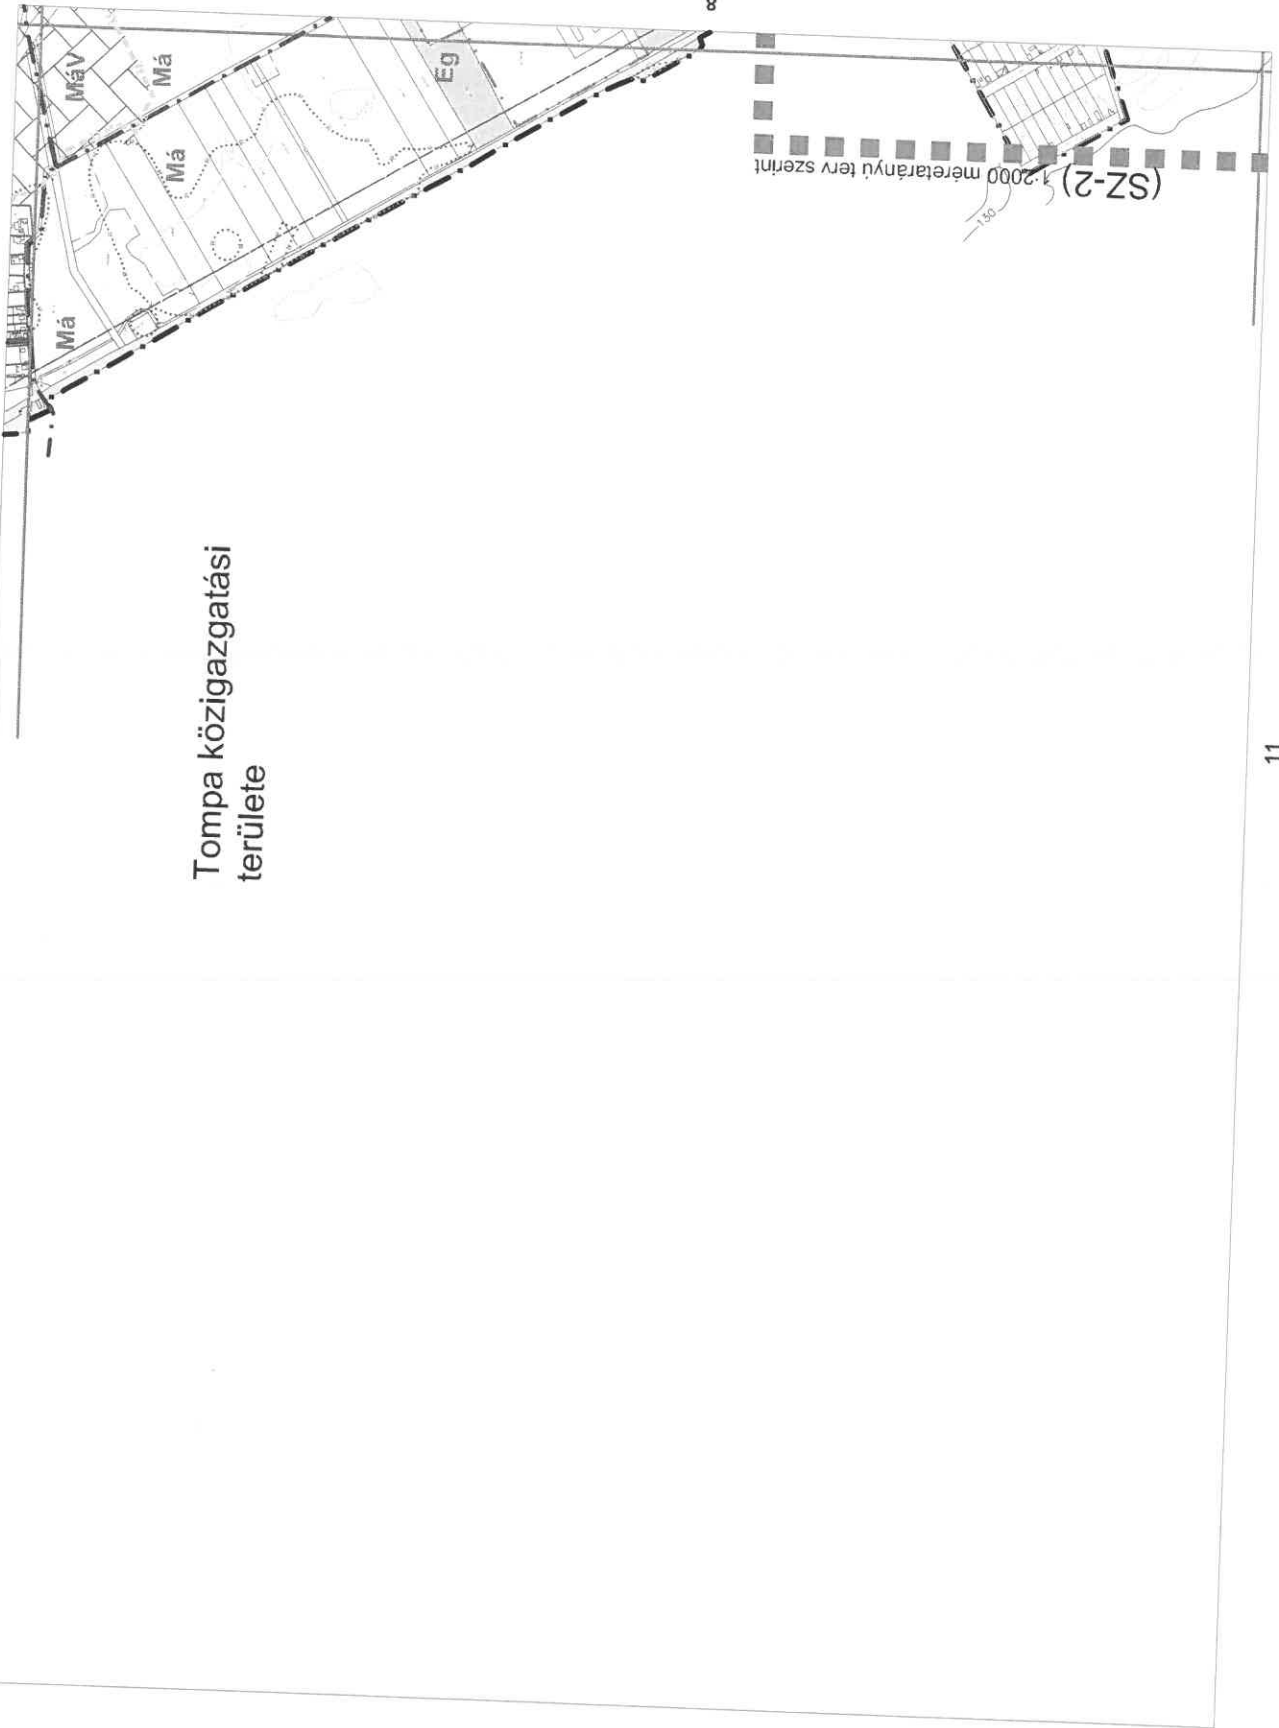 8
MáV
Má
Má
Má
Eg
1:2000 méretarányú terv szerint
(SZ-2)
130
Tompa közigazgatási
területe
11